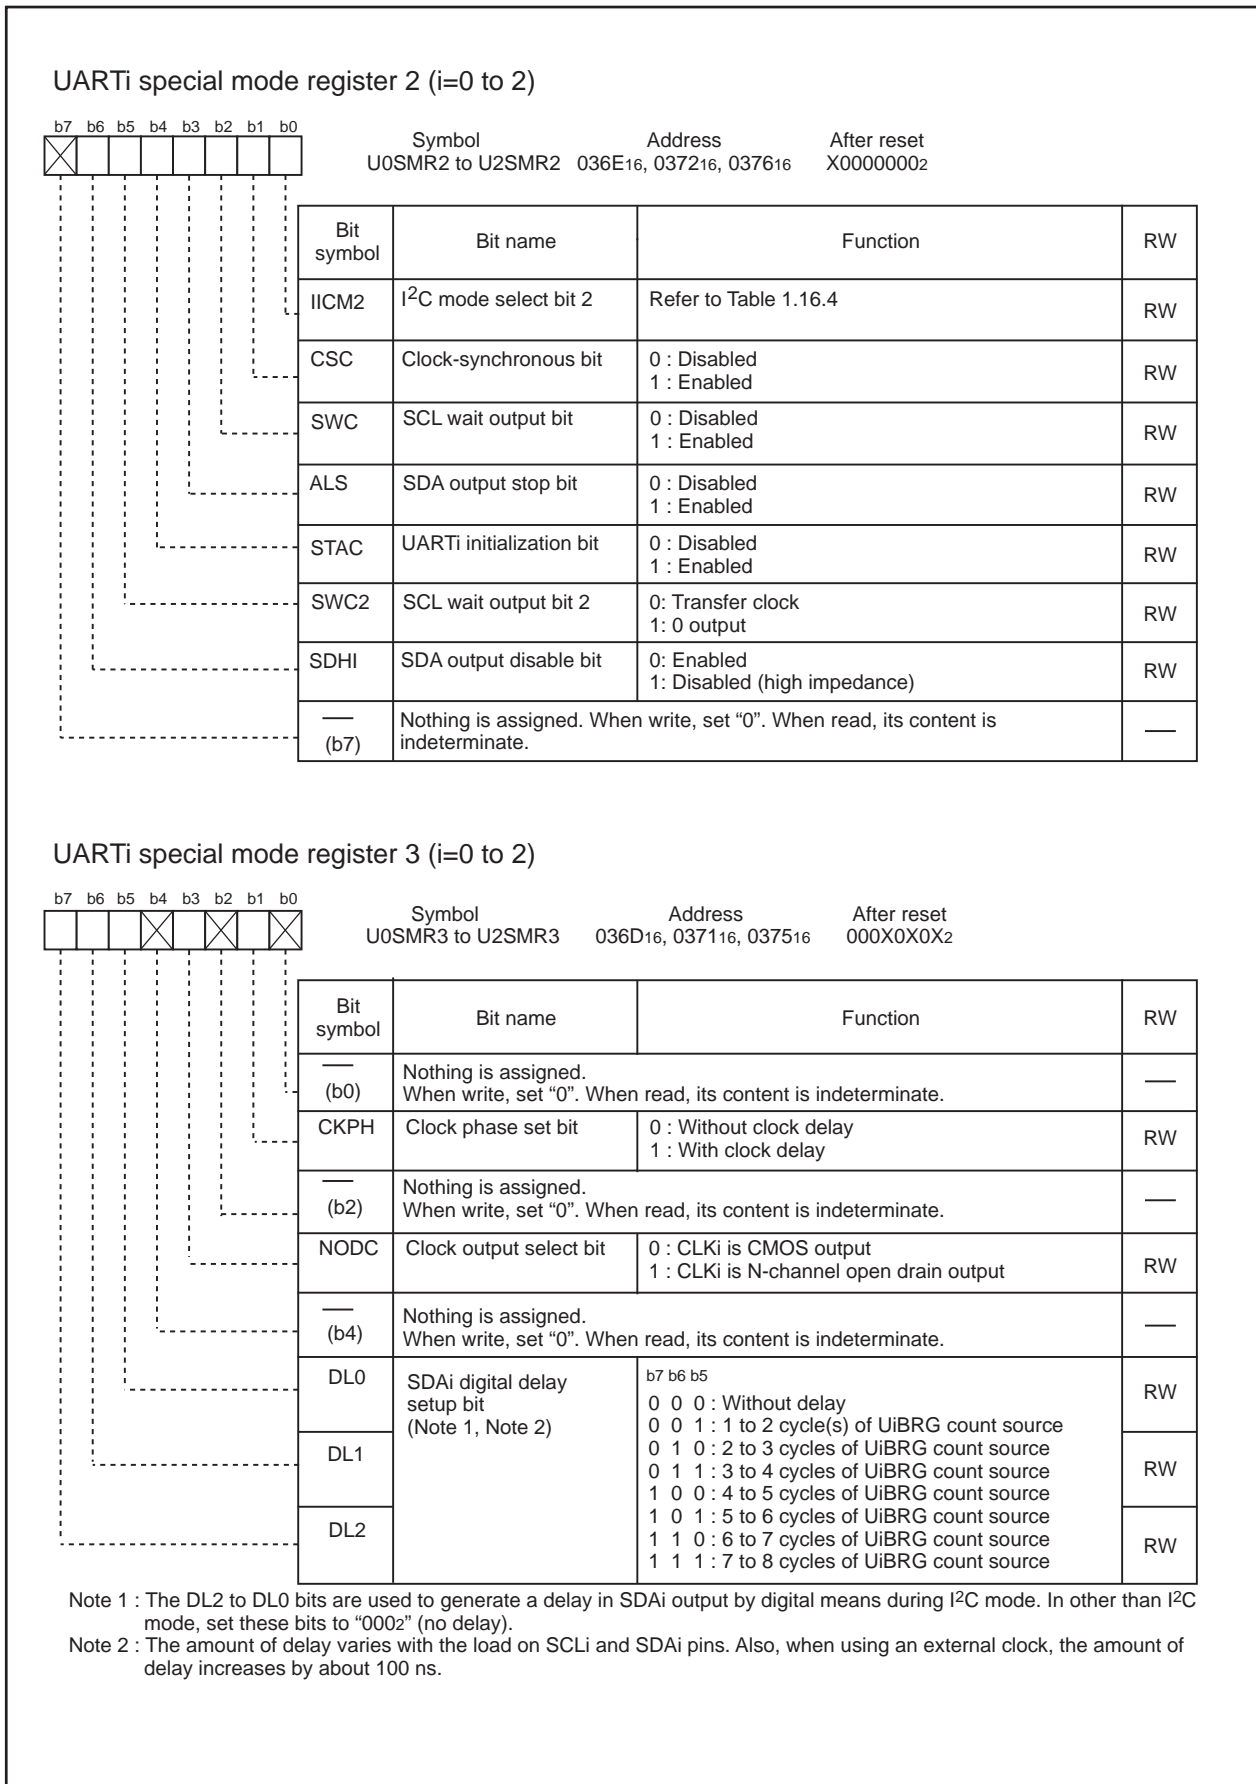 UARTi special mode register 2 (i=0 to 2)
b7 b6 b5 b4 b3 b2 b1 b0
Symbol Address After reset
U0SMR2 to U2SMR2 036E16, 037216, 037616 X00000002
Bit symbol Bit name Function RW
IICM2 I2C mode select bit 2 Refer to Table 1.16.4 RW
CSC Clock-synchronous bit 0 : Disabled
1 : Enabled RW
SWC SCL wait output bit 0 : Disabled
1 : Enabled RW
ALS SDA output stop bit 0 : Disabled
1 : Enabled RW
STAC UARTi initialization bit 0 : Disabled
1 : Enabled RW
SWC2 SCL wait output bit 2 0: Transfer clock
1: 0 output RW
SDHI SDA output disable bit 0: Enabled
1: Disabled (high impedance) RW
— (b7) Nothing is assigned. When write, set “0”. When read, its content is
indeterminate. —
UARTi special mode register 3 (i=0 to 2)
b7 b6 b5 b4 b3 b2 b1 b0
Symbol Address After reset
U0SMR3 to U2SMR3 036D16, 037116, 037516 000X0X0X2
Bit symbol Bit name Function RW
— (b0) Nothing is assigned.
When write, set “0”. When read, its content is indeterminate. —
CKPH Clock phase set bit 0 : Without clock delay
1 : With clock delay RW
— (b2) Nothing is assigned.
When write, set “0”. When read, its content is indeterminate. —
NODC Clock output select bit 0 : CLKi is CMOS output
1 : CLKi is N-channel open drain output RW
— (b4) Nothing is assigned.
When write, set “0”. When read, its content is indeterminate. —
DL0 SDAi digital delay b7 b6 b5 RW
setup bit 0 0 0 : Without delay
(Note 1, Note 2) 0 0 1 : 1 to 2 cycle(s) of UiBRG count source
DL1 0 1 0 : 2 to 3 cycles of UiBRG count source
0 1 1 : 3 to 4 cycles of UiBRG count source RW
1 0 0 : 4 to 5 cycles of UiBRG count source
DL2 1 0 1 : 5 to 6 cycles of UiBRG count source
1 1 0 : 6 to 7 cycles of UiBRG count source RW
1 1 1 : 7 to 8 cycles of UiBRG count source
Note 1 : The DL2 to DL0 bits are used to generate a delay in SDAi output by digital means during I2C mode. In other than I2C
mode, set these bits to “0002” (no delay).
Note 2 : The amount of delay varies with the load on SCLi and SDAi pins. Also, when using an external clock, the amount of
delay increases by about 100 ns.